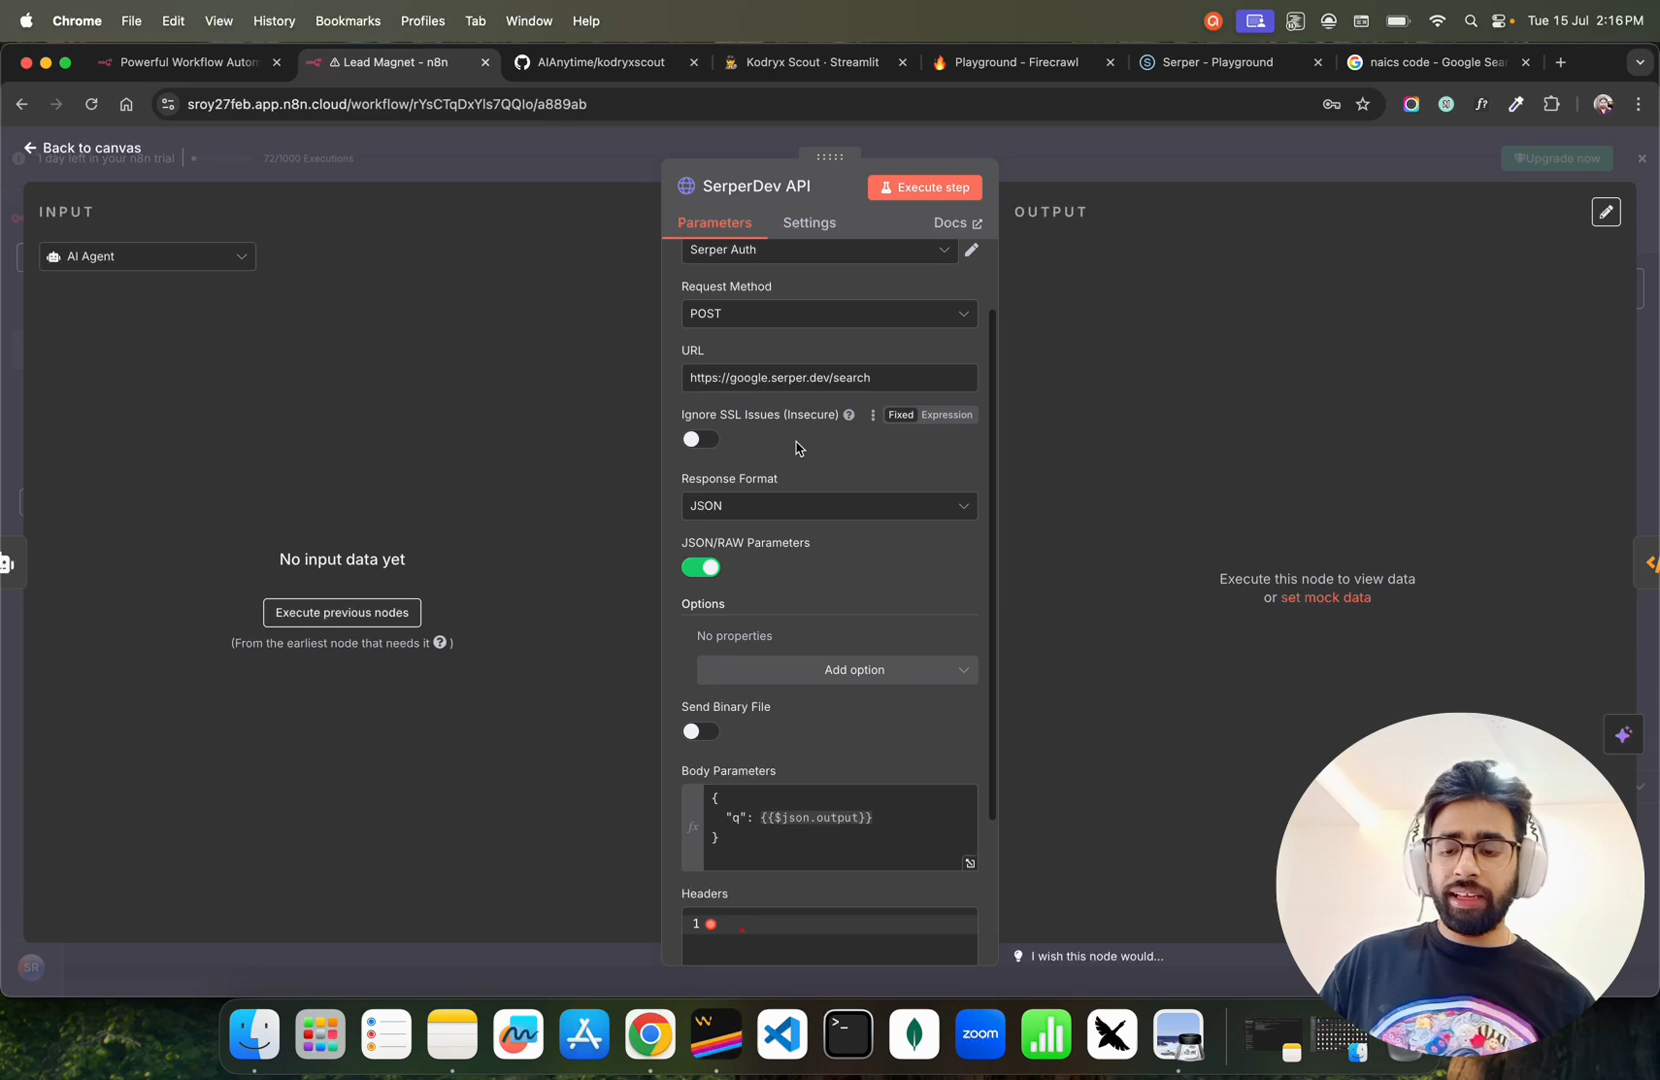 Chrome File Edit View History Bookmarks Profiles Tab Window Help Tue 15 Jul 2:16 PM
Powerful Workflow Autom
Lead Magnet - n8n
AIAnytime/kodryxscout
Kodryx Scout · Streamlit
Playground - Firecrawl
Serper - Playground
naics code - Google Sear
sroy27feb.app.n8n.cloud/workflow/rYsCTqDxYls7QQlo/a889ab
Back to canvas
1 day left in your n8n trial 72/1000 Executions Upgrade now
SerperDev API Execute step
Parameters Settings Docs
INPUT
AI Agent
No input data yet
Execute previous nodes
(From the earliest node that needs it )
Serper Auth
Request Method
POST
URL
https://google.serper.dev/search
Ignore SSL Issues (Insecure) Fixed Expression
Response Format
JSON
JSON/RAW Parameters
Options
No properties
Add option
Send Binary File
Body Parameters
fx
{
"q": {{$json.output}}
}
Headers
1
OUTPUT
Execute this node to view data
or set mock data
I wish this node would...
SR
zoom